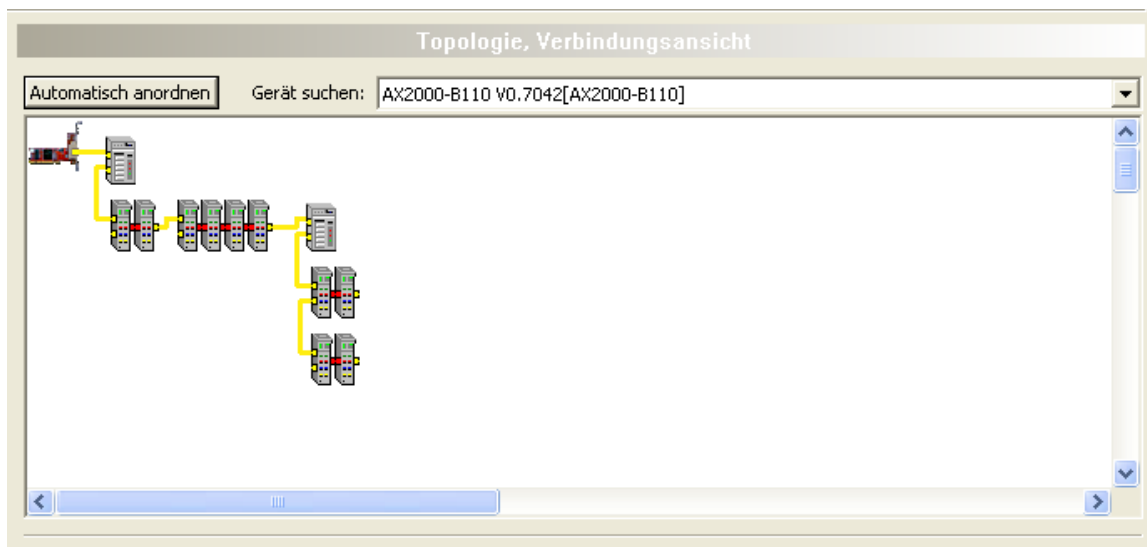 Topologie, Verbindungsansicht
Automatisch anordnen Gerät suchen: AX2000-B110 V0.7042[AX2000-B110]